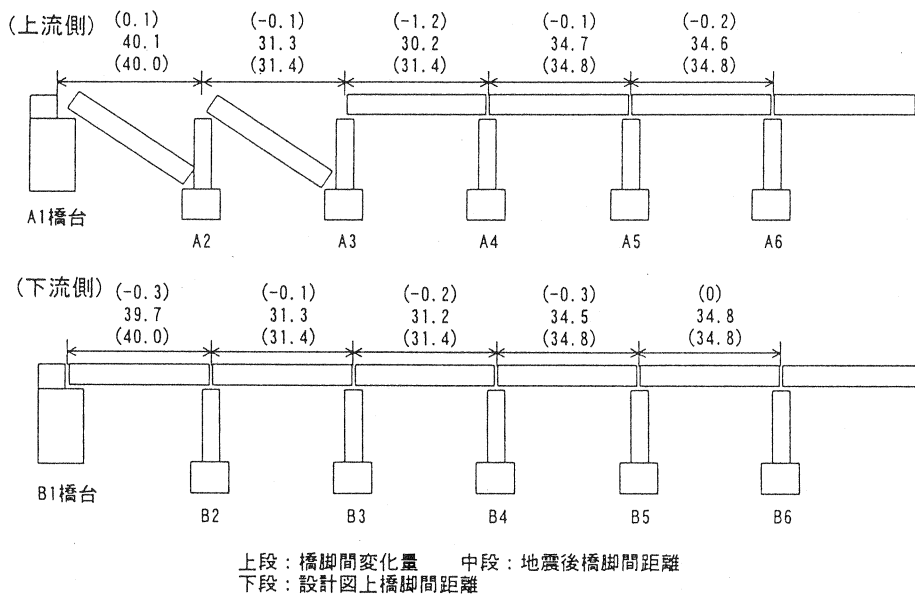 (上流側)
(0.1) (-0.1) (-1.2) (-0.1) (-0.2)
40.1 31.3 30.2 34.7 34.6
(40.0) (31.4) (31.4) (34.8) (34.8)
A1橋台
A2 A3 A4 A5 A6
(下流側)
(-0.3) (-0.1) (-0.2) (-0.3) (0)
39.7 31.3 31.2 34.5 34.8
(40.0) (31.4) (31.4) (34.8) (34.8)
B1橋台
B2 B3 B4 B5 B6
上段：橋脚間変化量 中段：地震後橋脚間距離
下段：設計図上橋脚間距離